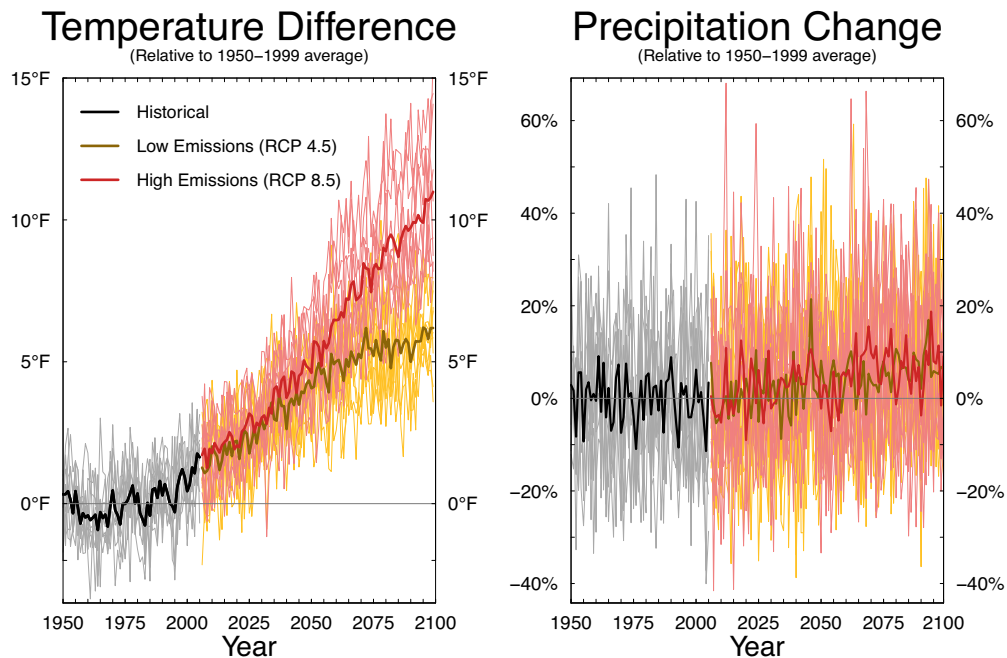 Temperature Difference
(Relative to 1950−1999 average)
15°F
15°F
Historical
Low Emissions (RCP 4.5)
High Emissions (RCP 8.5)
10°F
10°F
5°F
5°F
0°F
0°F
1950
1975
2000
2025
2050
2075
2100
Year
Precipitation Change
(Relative to 1950−1999 average)
60%
60%
40%
40%
20%
20%
0%
0%
−20%
−20%
−40%
−40%
1950
1975
2000
2025
2050
2075
2100
Year